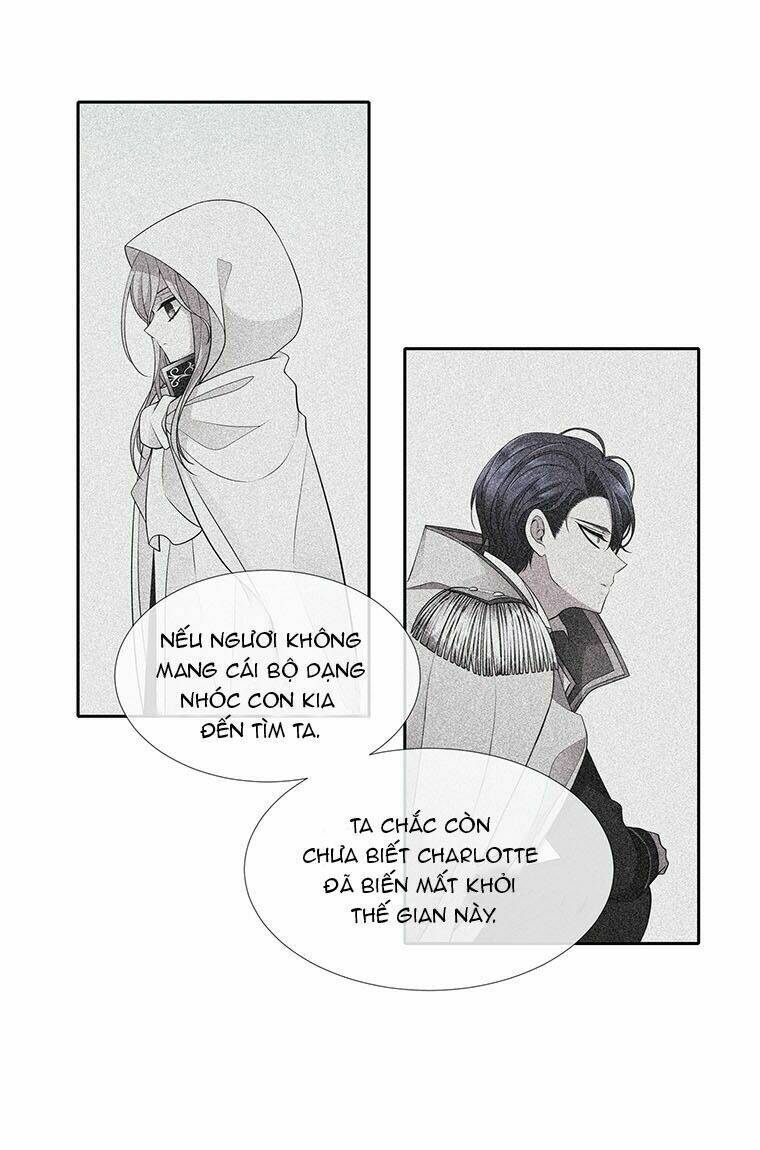 NẾU NGƯƠI KHÔNG
MANG CÁI BỘ DẠNG
NHÓC CON KIA
ĐẾN TÌM TA.
TA CHẮC CÒN
CHƯA BIẾT CHARLOTTE
ĐÃ BIẾN MẤT KHỎI
THẾ GIAN NÀY.